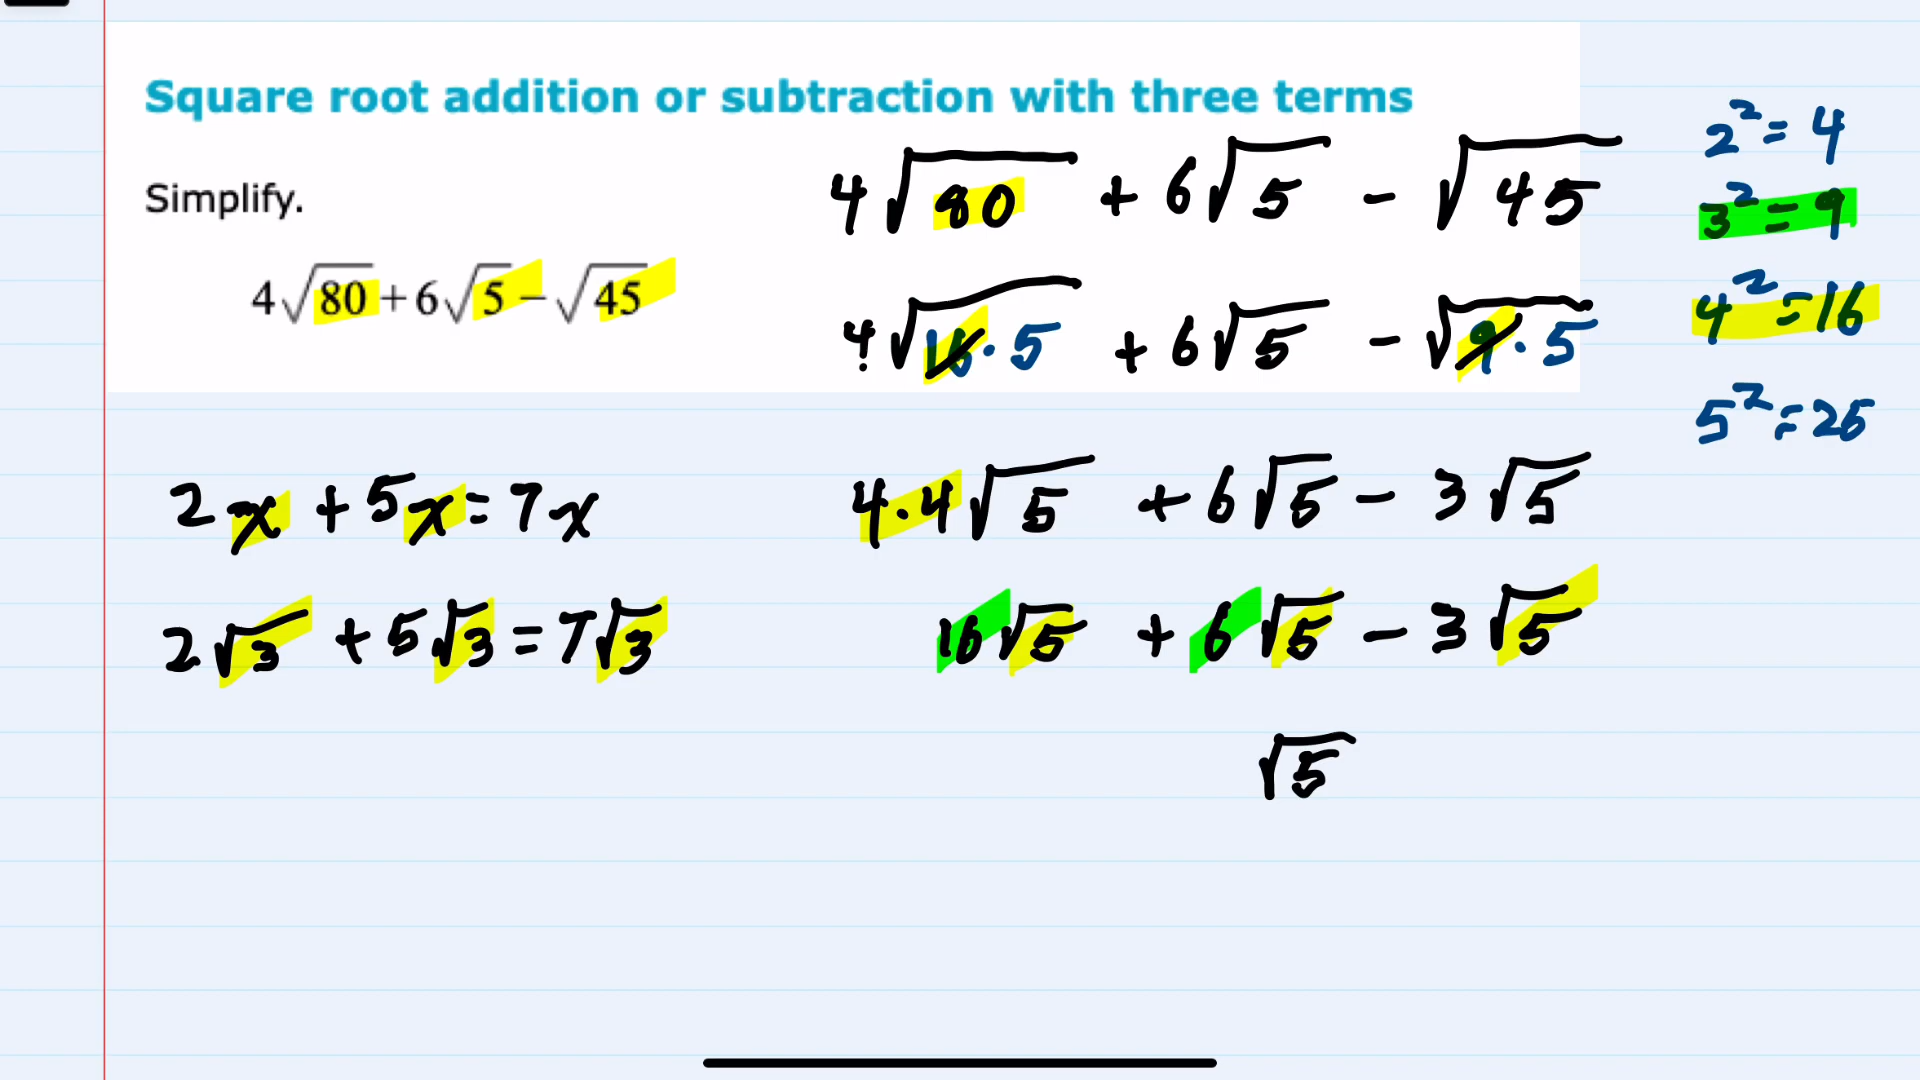 Square root addition or subtraction with three terms
Simplify.
4√80 + 6√5 − √45
4√80 + 6√5 − √45
4√16·5 + 6√5 − √9·5
4·4√5 + 6√5 − 3√5
16√5 + 6√5 − 3√5
√5
2x + 5x = 7x
2√3 + 5√3 = 7√3
2² = 4
3² = 9
4² = 16
5² = 25